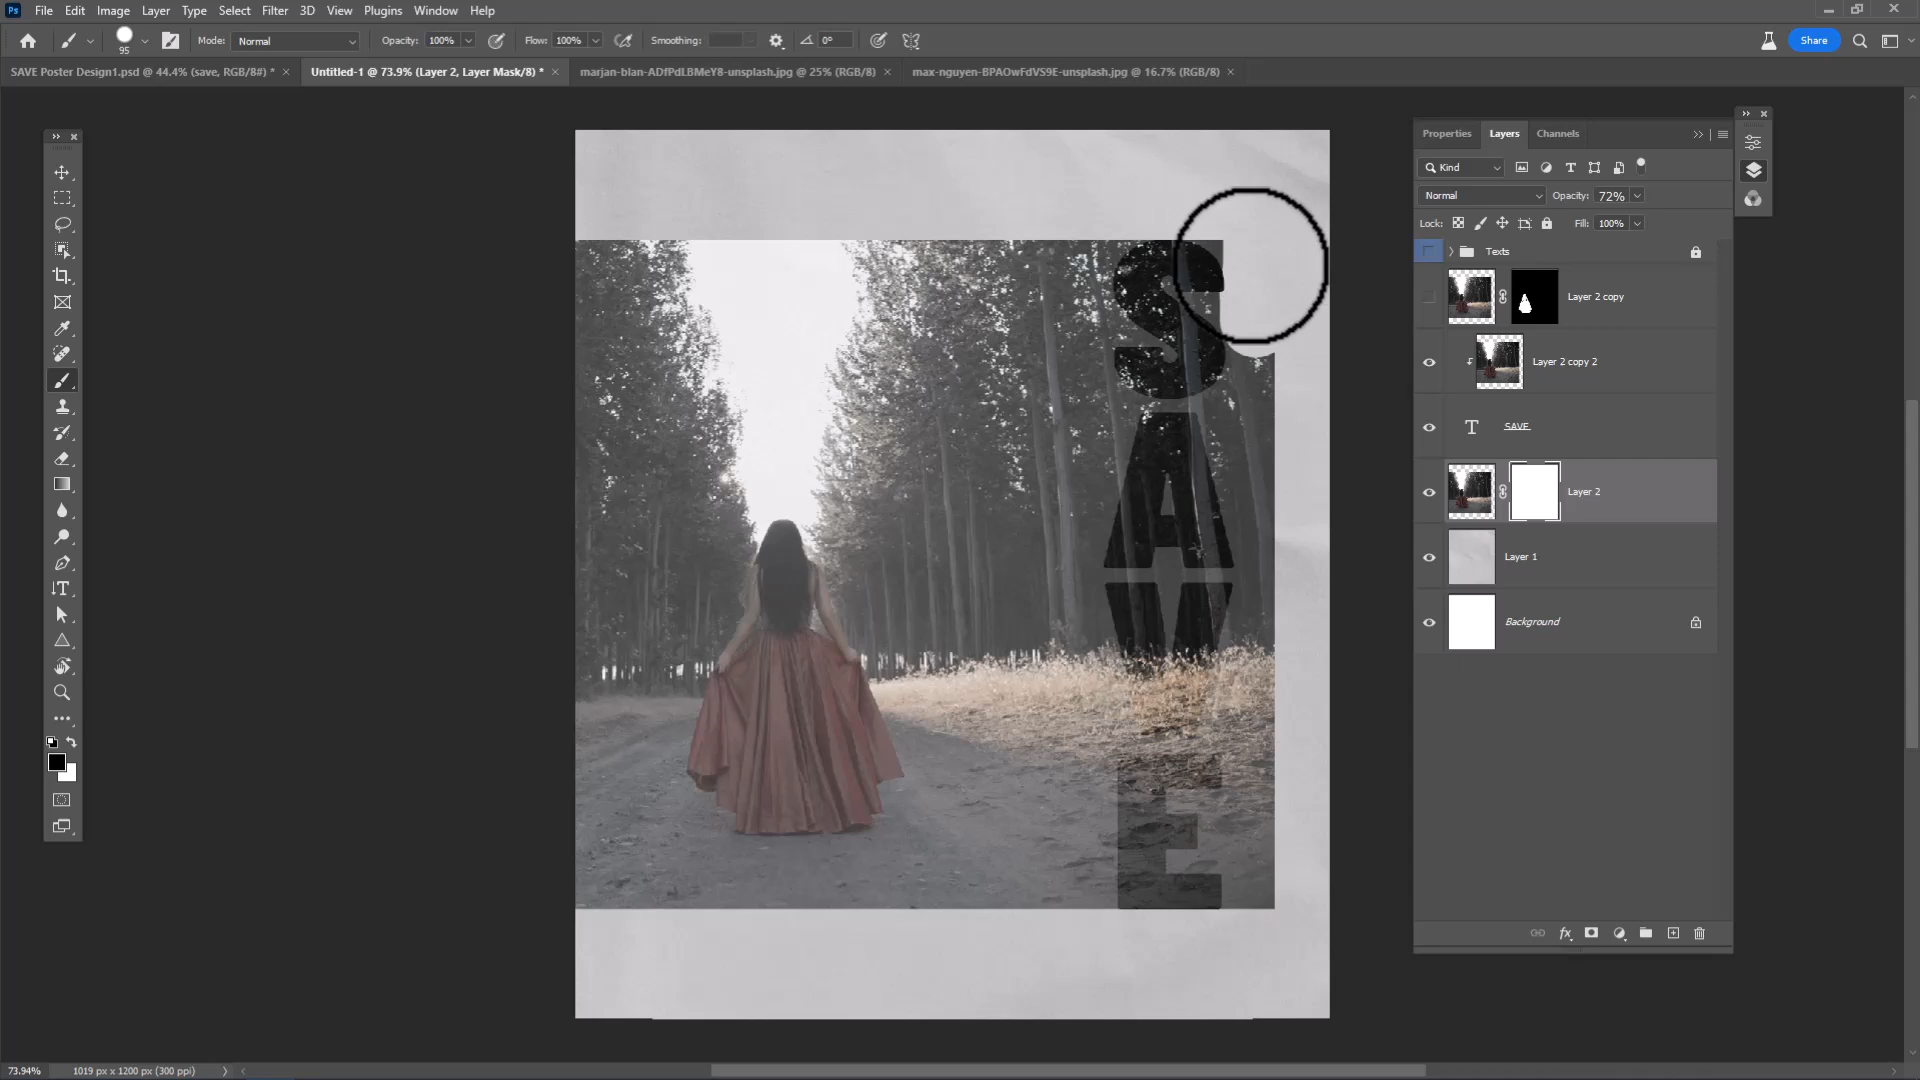 Ps File Edit Image Layer Type Select Filter 3D View Plugins Window Help
95 Mode: Normal Opacity: 100% Flow: 100% Smoothing: 0° Share
SAVE Poster Design1.psd @ 44.4% (save, RGB/8#) * × Untitled-1 @ 73.9% (Layer 2, Layer Mask/8) * × marjan-blan-ADfPdLBMeY8-unsplash.jpg @ 25% (RGB/8) × max-nguyen-BPAOwFdVS9E-unsplash.jpg @ 16.7% (RGB/8) ×
S
A
V
E
Properties Layers Channels
Kind
Normal Opacity: 72%
Lock: Fill: 100%
Texts
Layer 2 copy
Layer 2 copy 2
T SAVE
Layer 2
Layer 1
Background
fx
73.94% 1019 px x 1200 px (300 ppi)